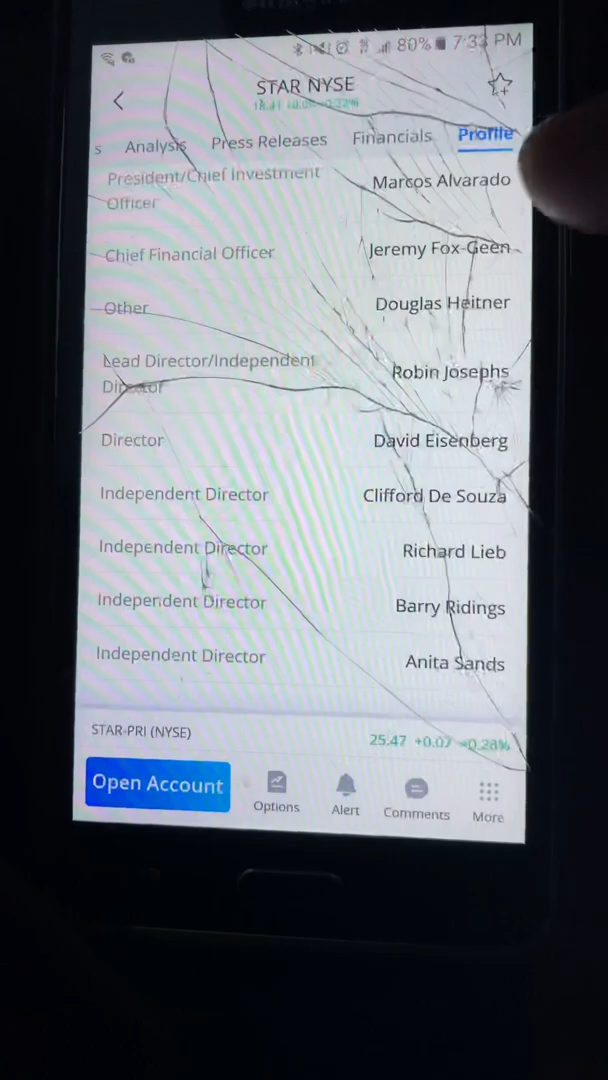 80% 7:33 PM
STAR NYSE
s Analysis Press Releases Financials Profile
President/Chief Investment Officer Marcos Alvarado
Chief Financial Officer Jeremy Fox-Geen
Other Douglas Heitner
Lead Director/Independent Director Robin Josephs
Director David Eisenberg
Independent Director Clifford De Souza
Independent Director Richard Lieb
Independent Director Barry Ridings
Independent Director Anita Sands
STAR-PRI (NYSE) 25.47 +0.07 +0.28%
Open Account Options Alert Comments More